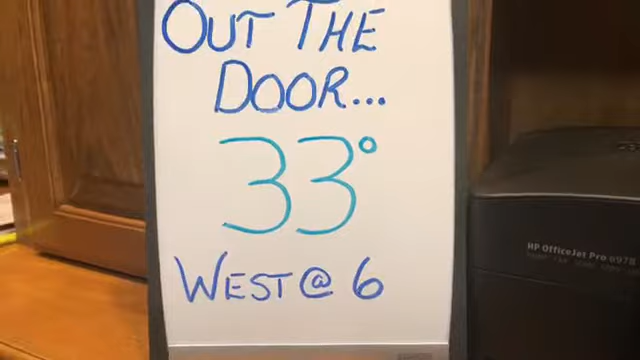 OUT THE
DOOR...
33°
WEST @ 6
HP OfficeJet Pro 6978